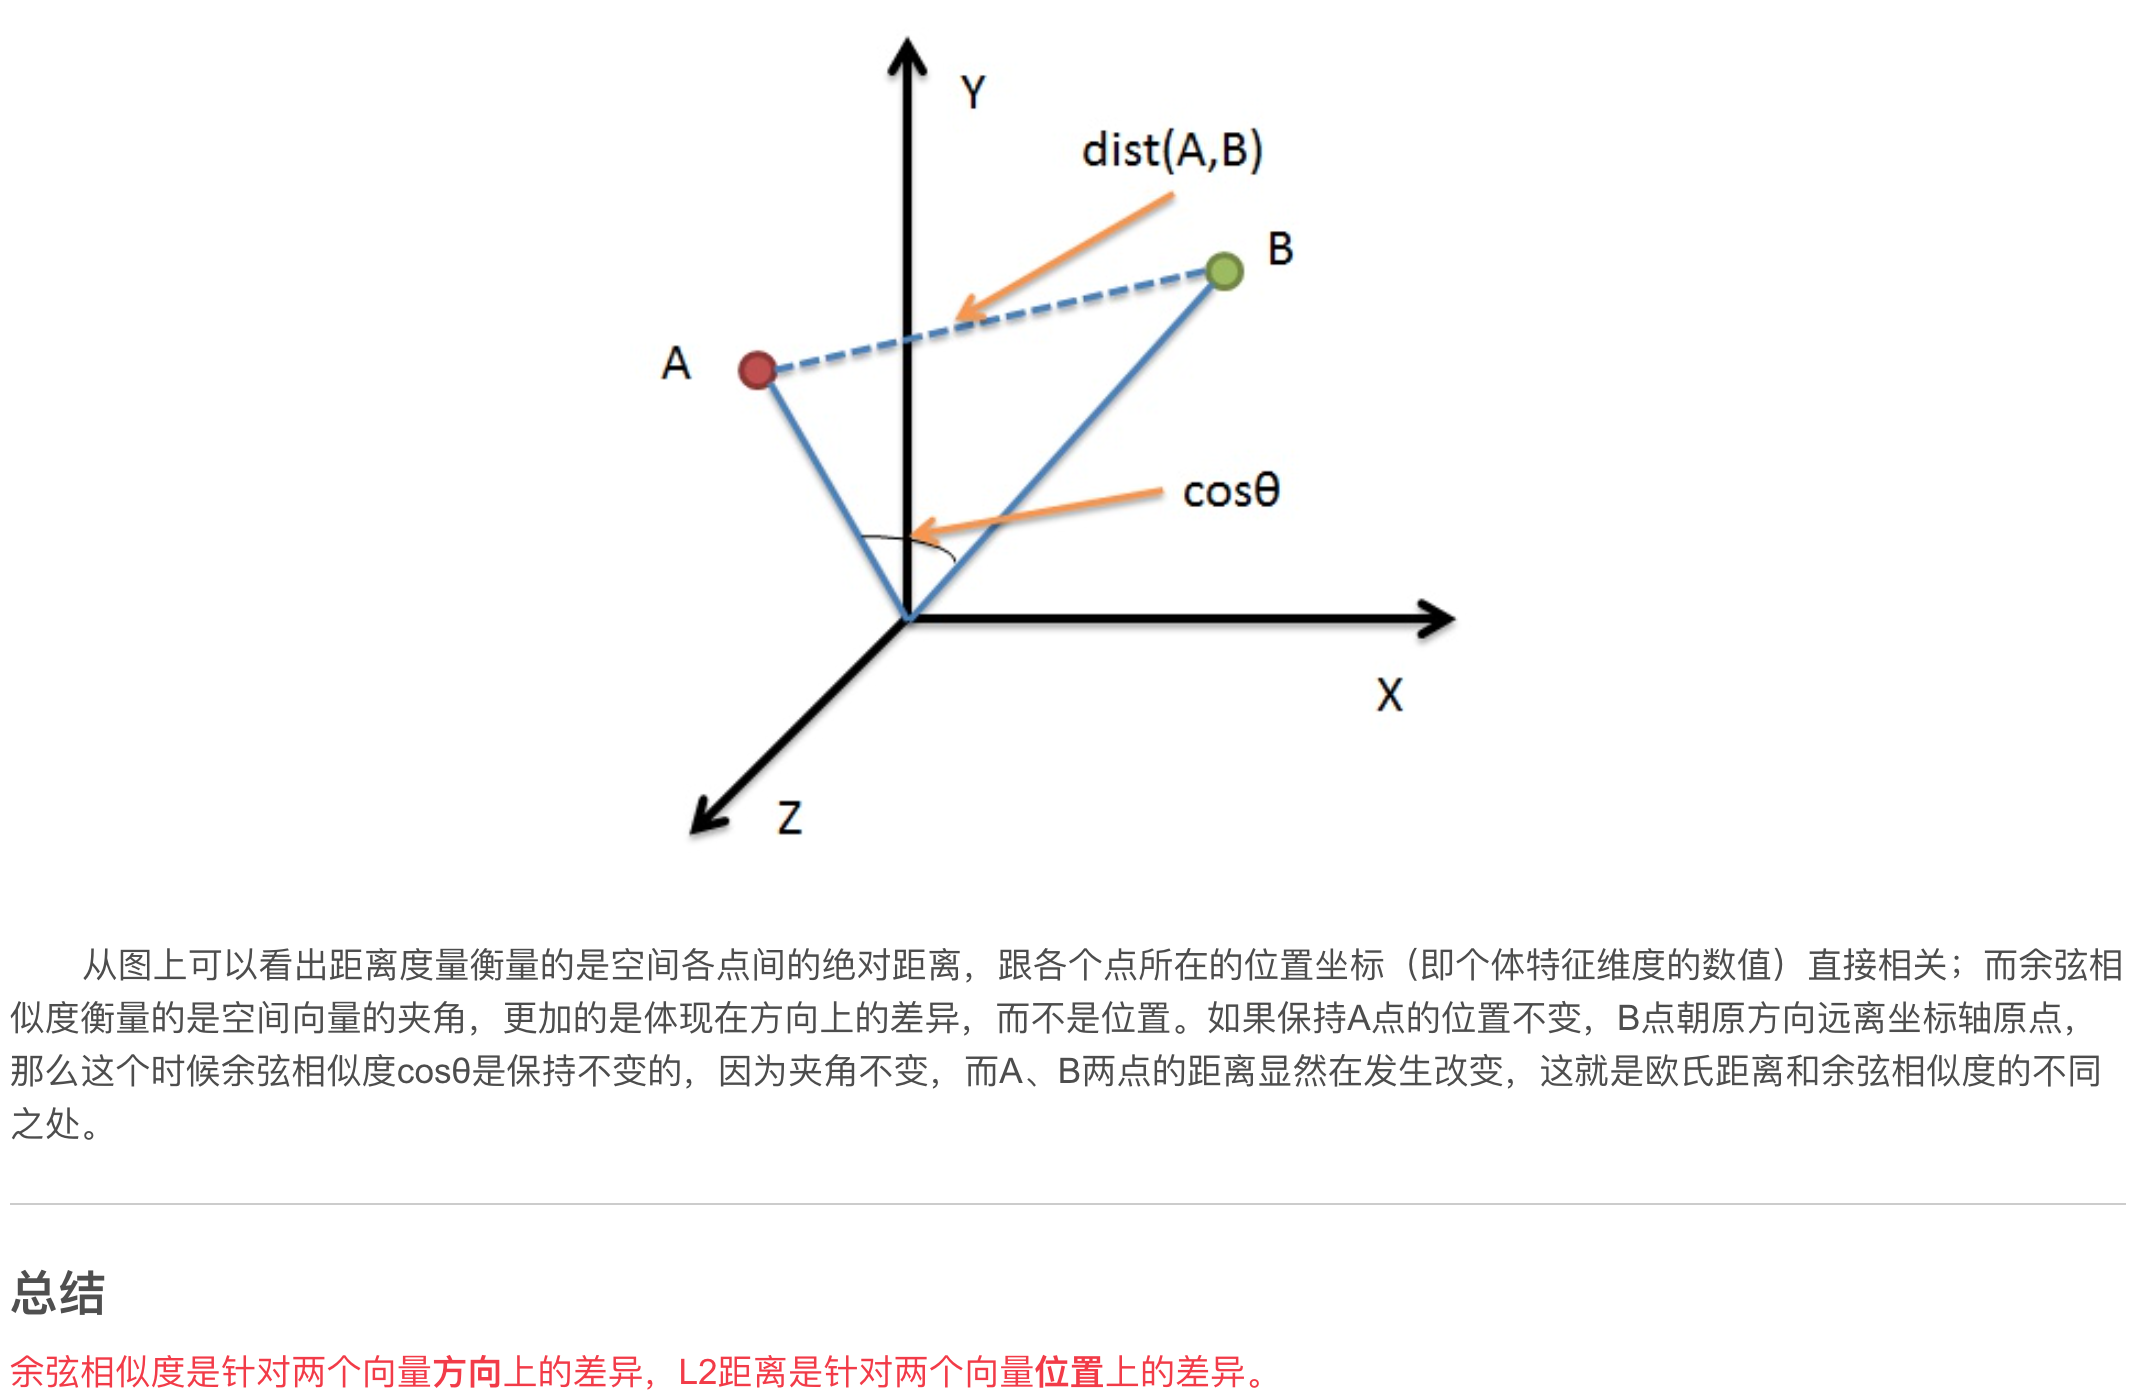 Y
dist(A,B)
B
A
cosθ
X
Z
从图上可以看出距离度量衡量的是空间各点间的绝对距离，跟各个点所在的位置坐标（即个体特征维度的数值）直接相关；而余弦相
似度衡量的是空间向量的夹角，更加的是体现在方向上的差异，而不是位置。如果保持A点的位置不变，B点朝原方向远离坐标轴原点，
那么这个时候余弦相似度cosθ是保持不变的，因为夹角不变，而A、B两点的距离显然在发生改变，这就是欧氏距离和余弦相似度的不同
之处。
总结
余弦相似度是针对两个向量方向上的差异，L2距离是针对两个向量位置上的差异。